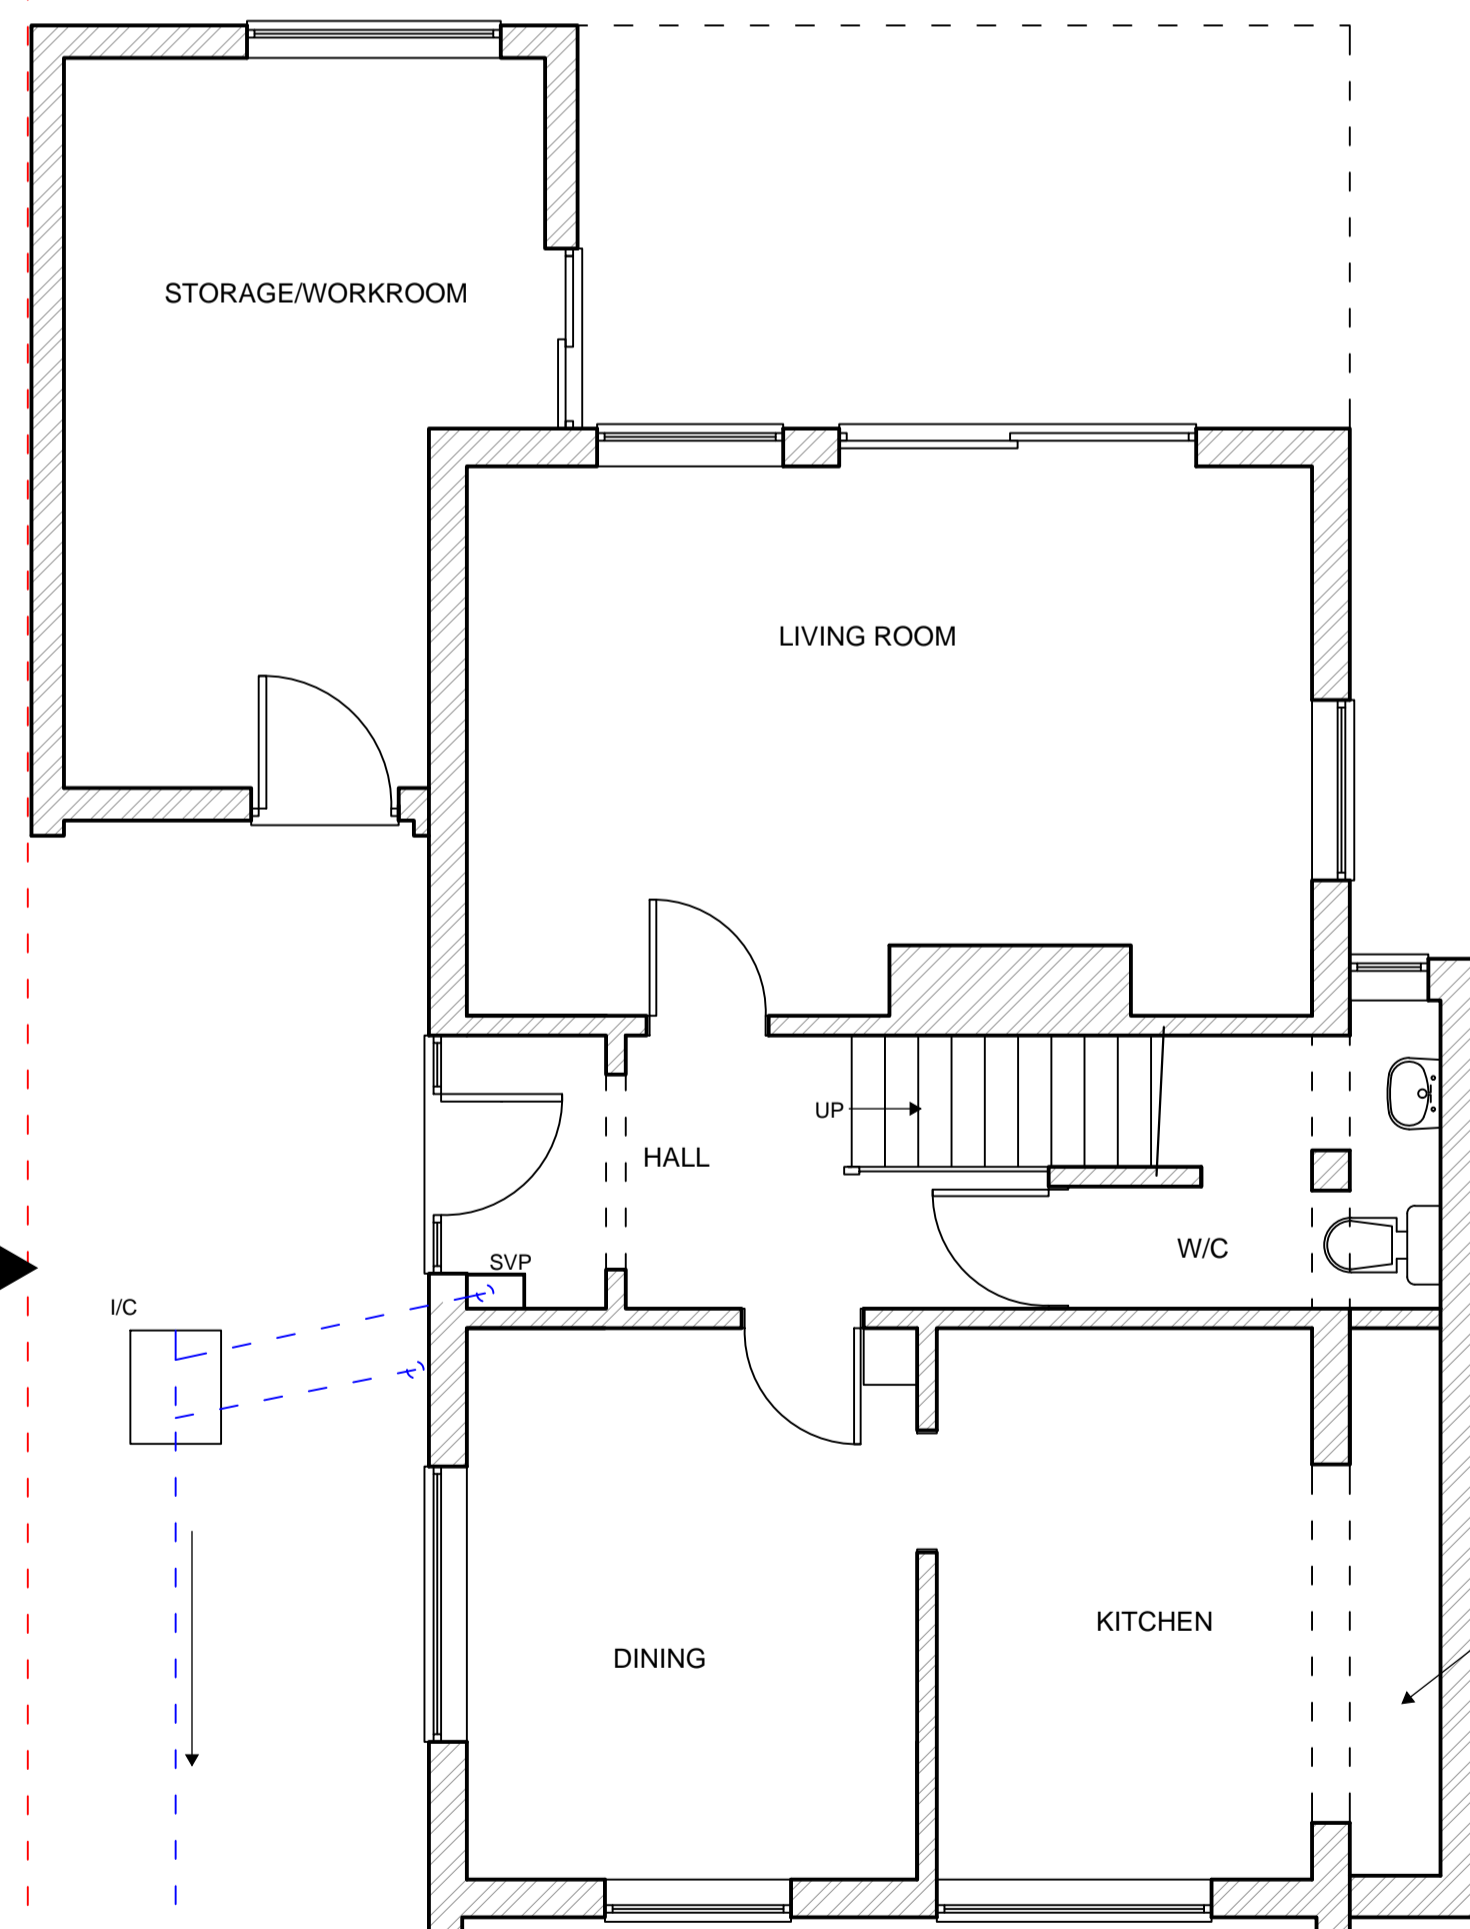 STORAGE/WORKROOM
LIVING ROOM
UP
HALL
W/C
SVP
I/C
KITCHEN
DINING